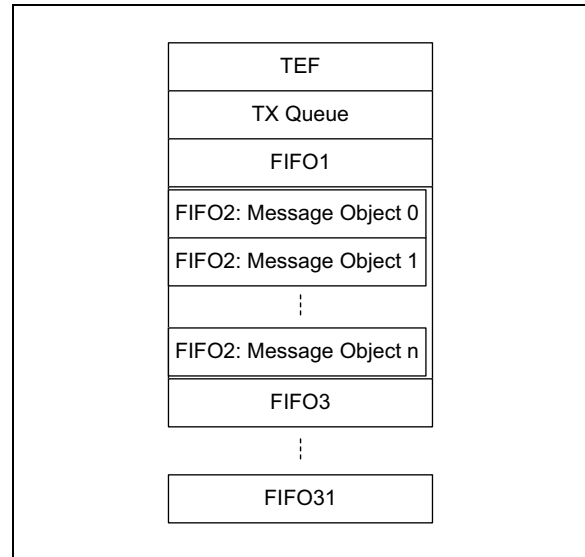 TEF
TX Queue
FIFO1
FIFO2: Message Object 0
FIFO2: Message Object 1
FIFO2: Message Object n
FIFO3
FIFO31